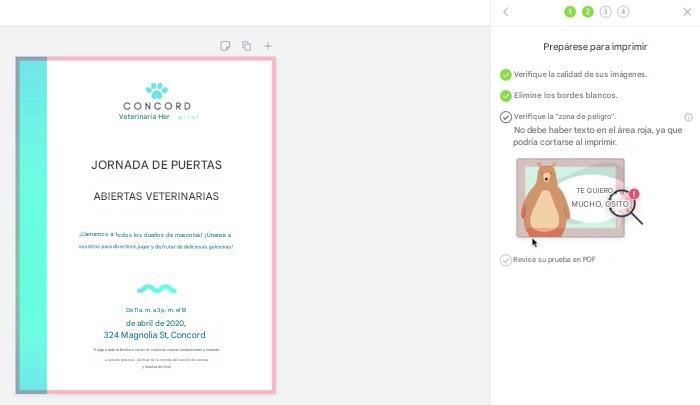 1 2 3 4
Prepárese para imprimir
Verifique la calidad de sus imágenes.
Elimine los bordes blancos.
Verifique la "zona de peligro".
No debe haber texto en el área roja, ya que
podría cortarse al imprimir.
TE QUIERO
MUCHO, OSITO
Revise su prueba en PDF
CONCORD
Veterinaria Her pital
JORNADA DE PUERTAS
ABIERTAS VETERINARIAS
¡Llamamos a todos los dueños de mascotas! ¡Únanse a
nosotros para divertirse, jugar y disfrutar de deliciosas golosinas!
De 11 a. m. a 3 p. m. el 18
de abril de 2020,
324 Magnolia St, Concord